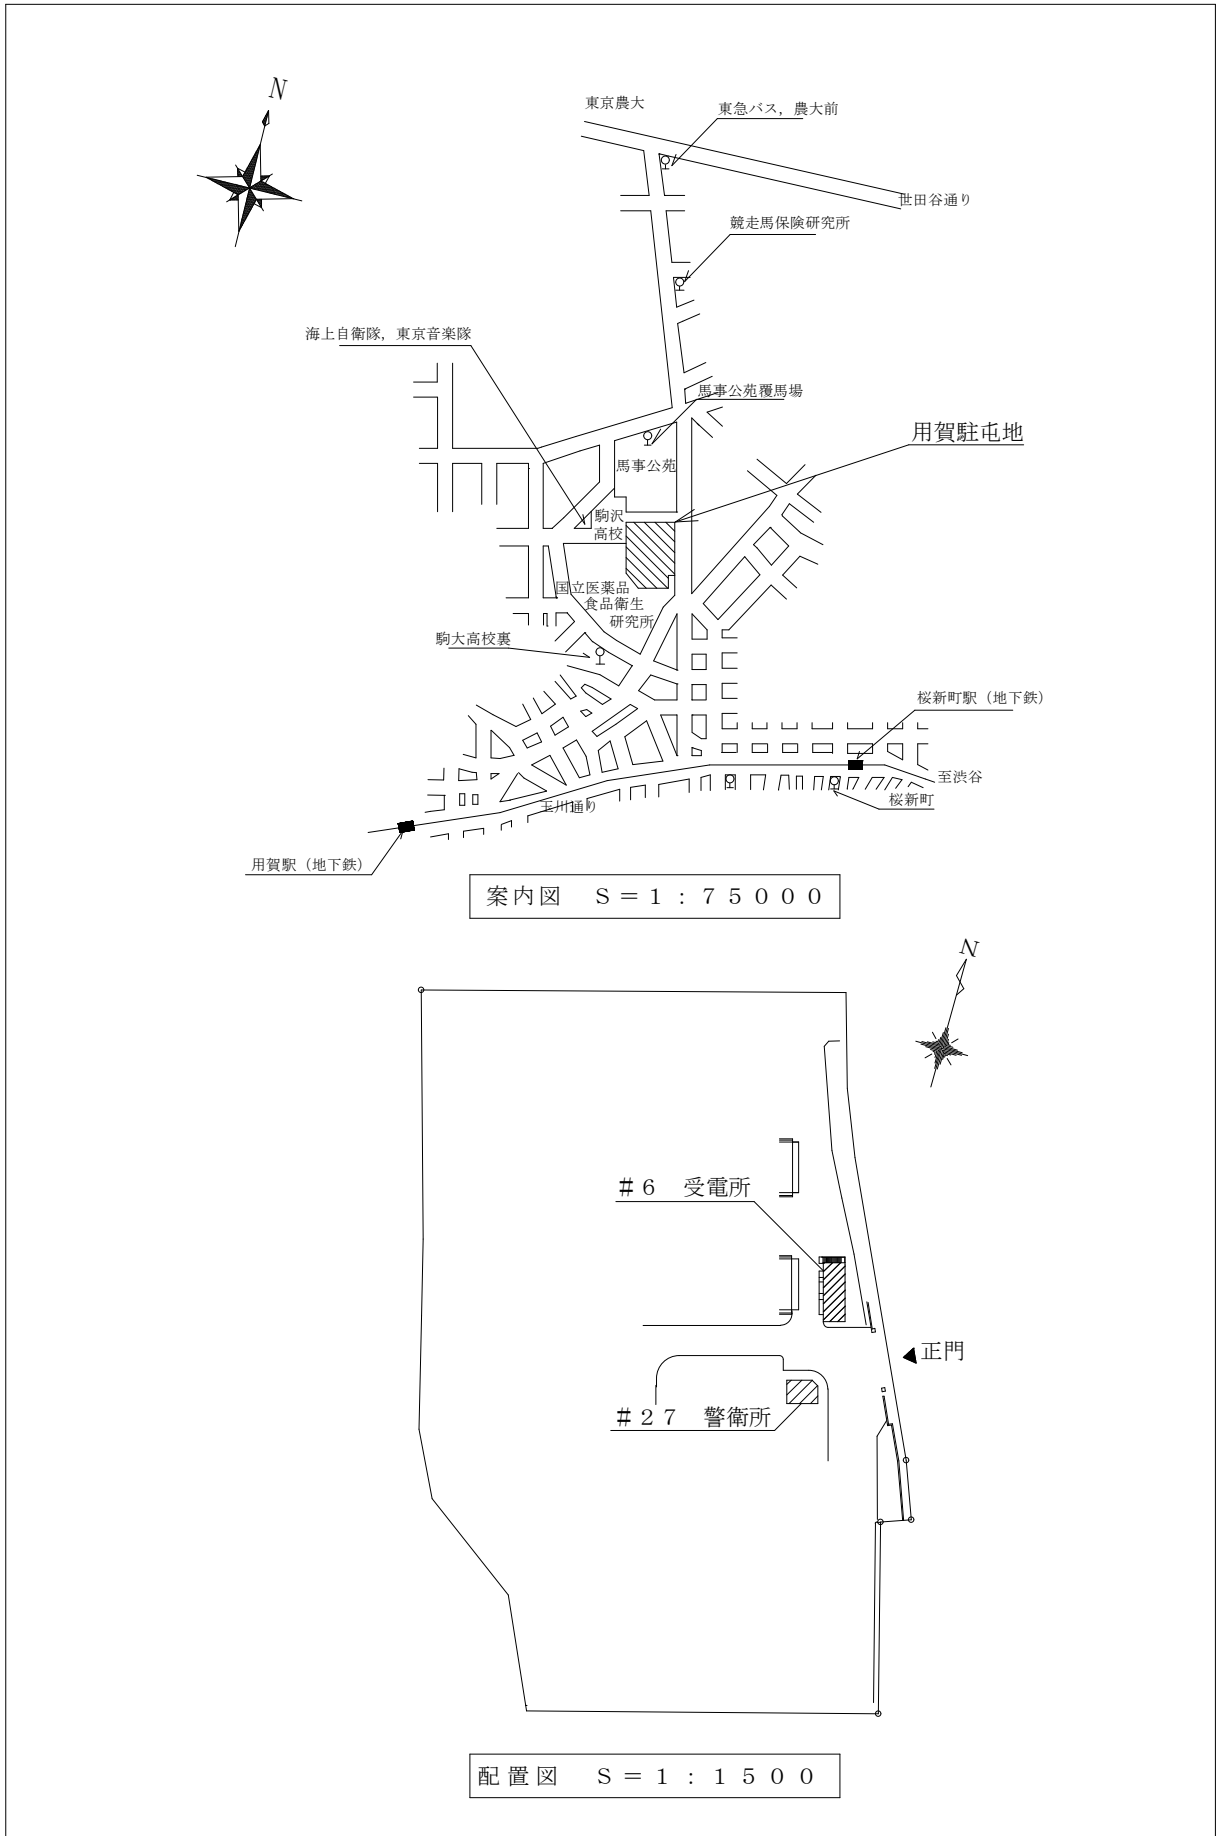 N
東京農大
東急バス，農大前
世田谷通り
競走馬保険研究所
海上自衛隊，東京音楽隊
馬事公苑覆馬場
用賀駐屯地
馬事公苑
駒沢
高校
国立医薬品
食品衛生
研究所
駒大高校裏
桜新町駅（地下鉄）
至渋谷
桜新町
玉川通り
用賀駅（地下鉄）
案内図　Ｓ＝１：７５０００
N
＃６　受電所
正門
＃２７　警衛所
配置図　Ｓ＝１：１５００